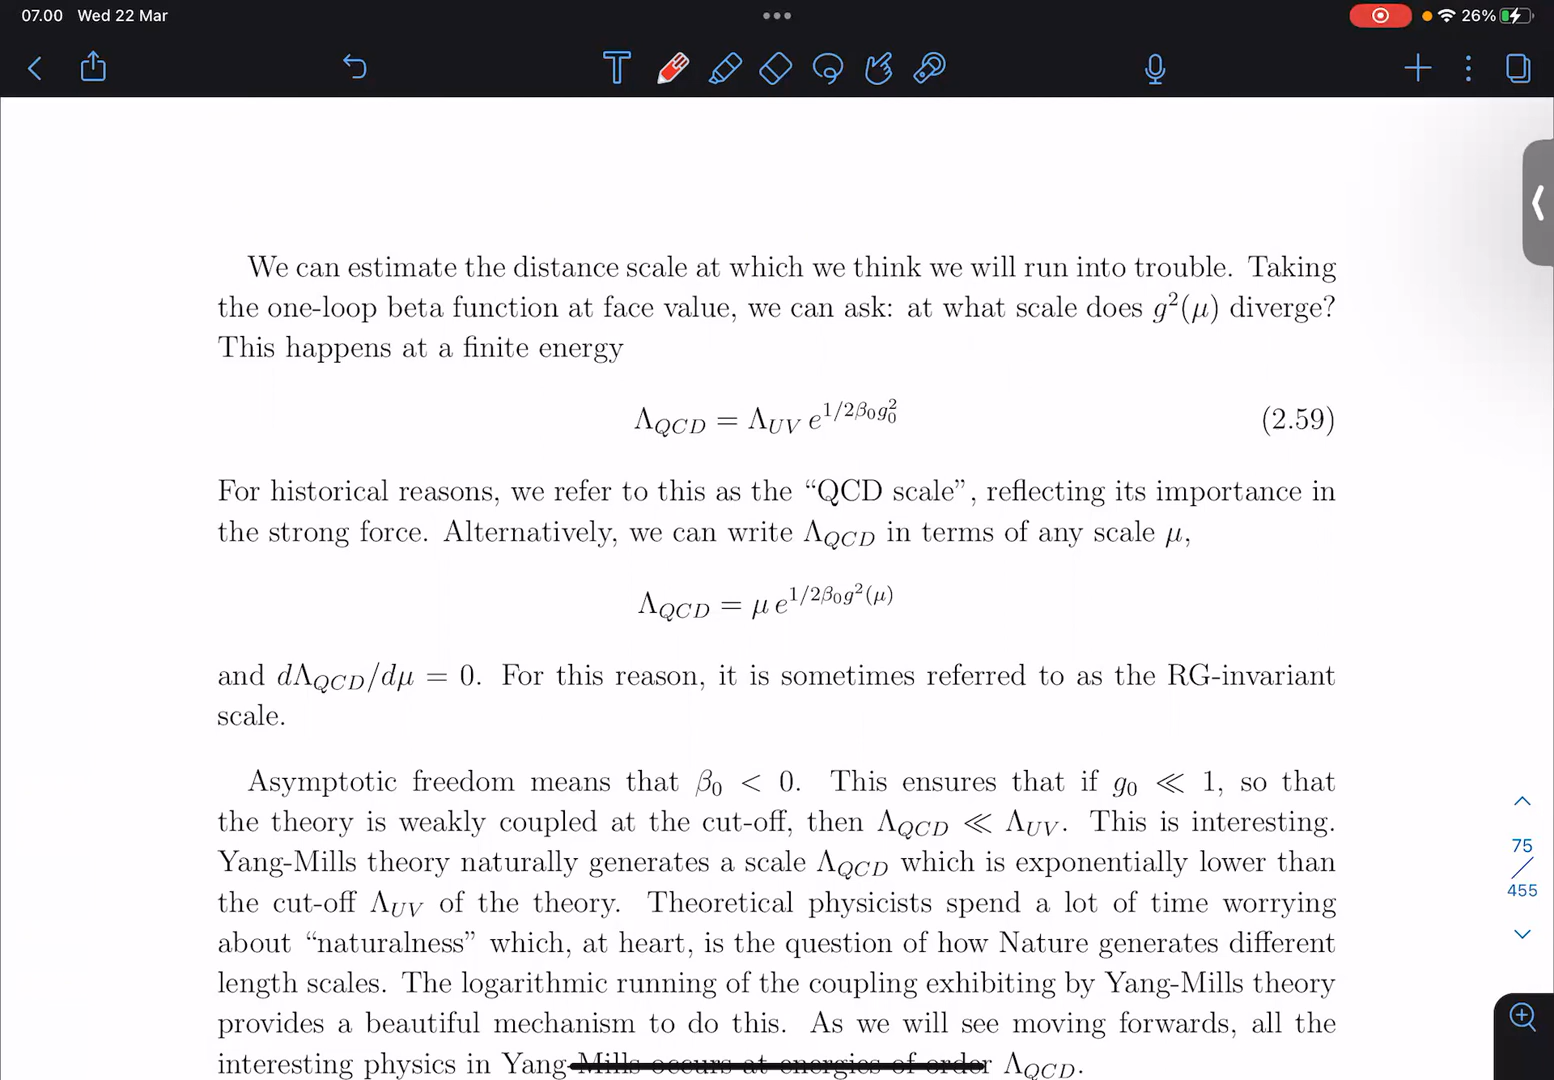 07.00 Wed 22 Mar
26%
We can estimate the distance scale at which we think we will run into trouble. Taking
the one-loop beta function at face value, we can ask: at what scale does g²(μ) diverge?
This happens at a finite energy
Λ_QCD = Λ_UV e^{1/2β₀g₀²} (2.59)
For historical reasons, we refer to this as the “QCD scale”, reflecting its importance in
the strong force. Alternatively, we can write Λ_QCD in terms of any scale μ,
Λ_QCD = μ e^{1/2β₀g²(μ)}
and dΛ_QCD/dμ = 0. For this reason, it is sometimes referred to as the RG-invariant
scale.
Asymptotic freedom means that β₀ < 0. This ensures that if g₀ ≪ 1, so that
the theory is weakly coupled at the cut-off, then Λ_QCD ≪ Λ_UV. This is interesting.
Yang-Mills theory naturally generates a scale Λ_QCD which is exponentially lower than
the cut-off Λ_UV of the theory. Theoretical physicists spend a lot of time worrying
about “naturalness” which, at heart, is the question of how Nature generates different
length scales. The logarithmic running of the coupling exhibiting by Yang-Mills theory
provides a beautiful mechanism to do this. As we will see moving forwards, all the
interesting physics in Yang-Mills occurs at energies of order Λ_QCD.
75
455